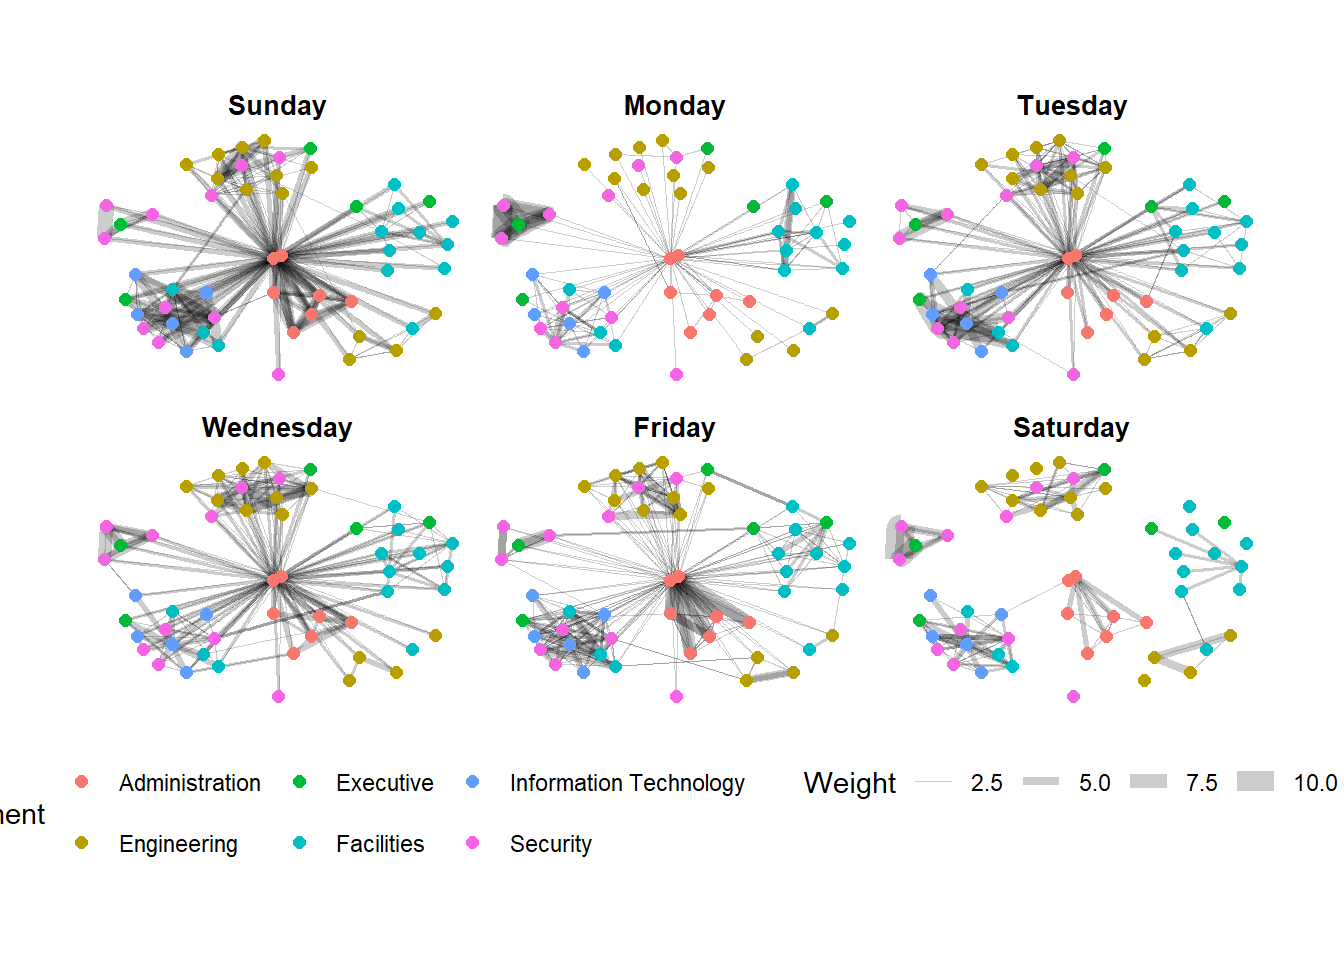 Sunday
Monday
Tuesday
Wednesday
Friday
Saturday
Administration
Executive
Information Technology
Weight
2.5
5.0
7.5
10.0
Engineering
Facilities
Security